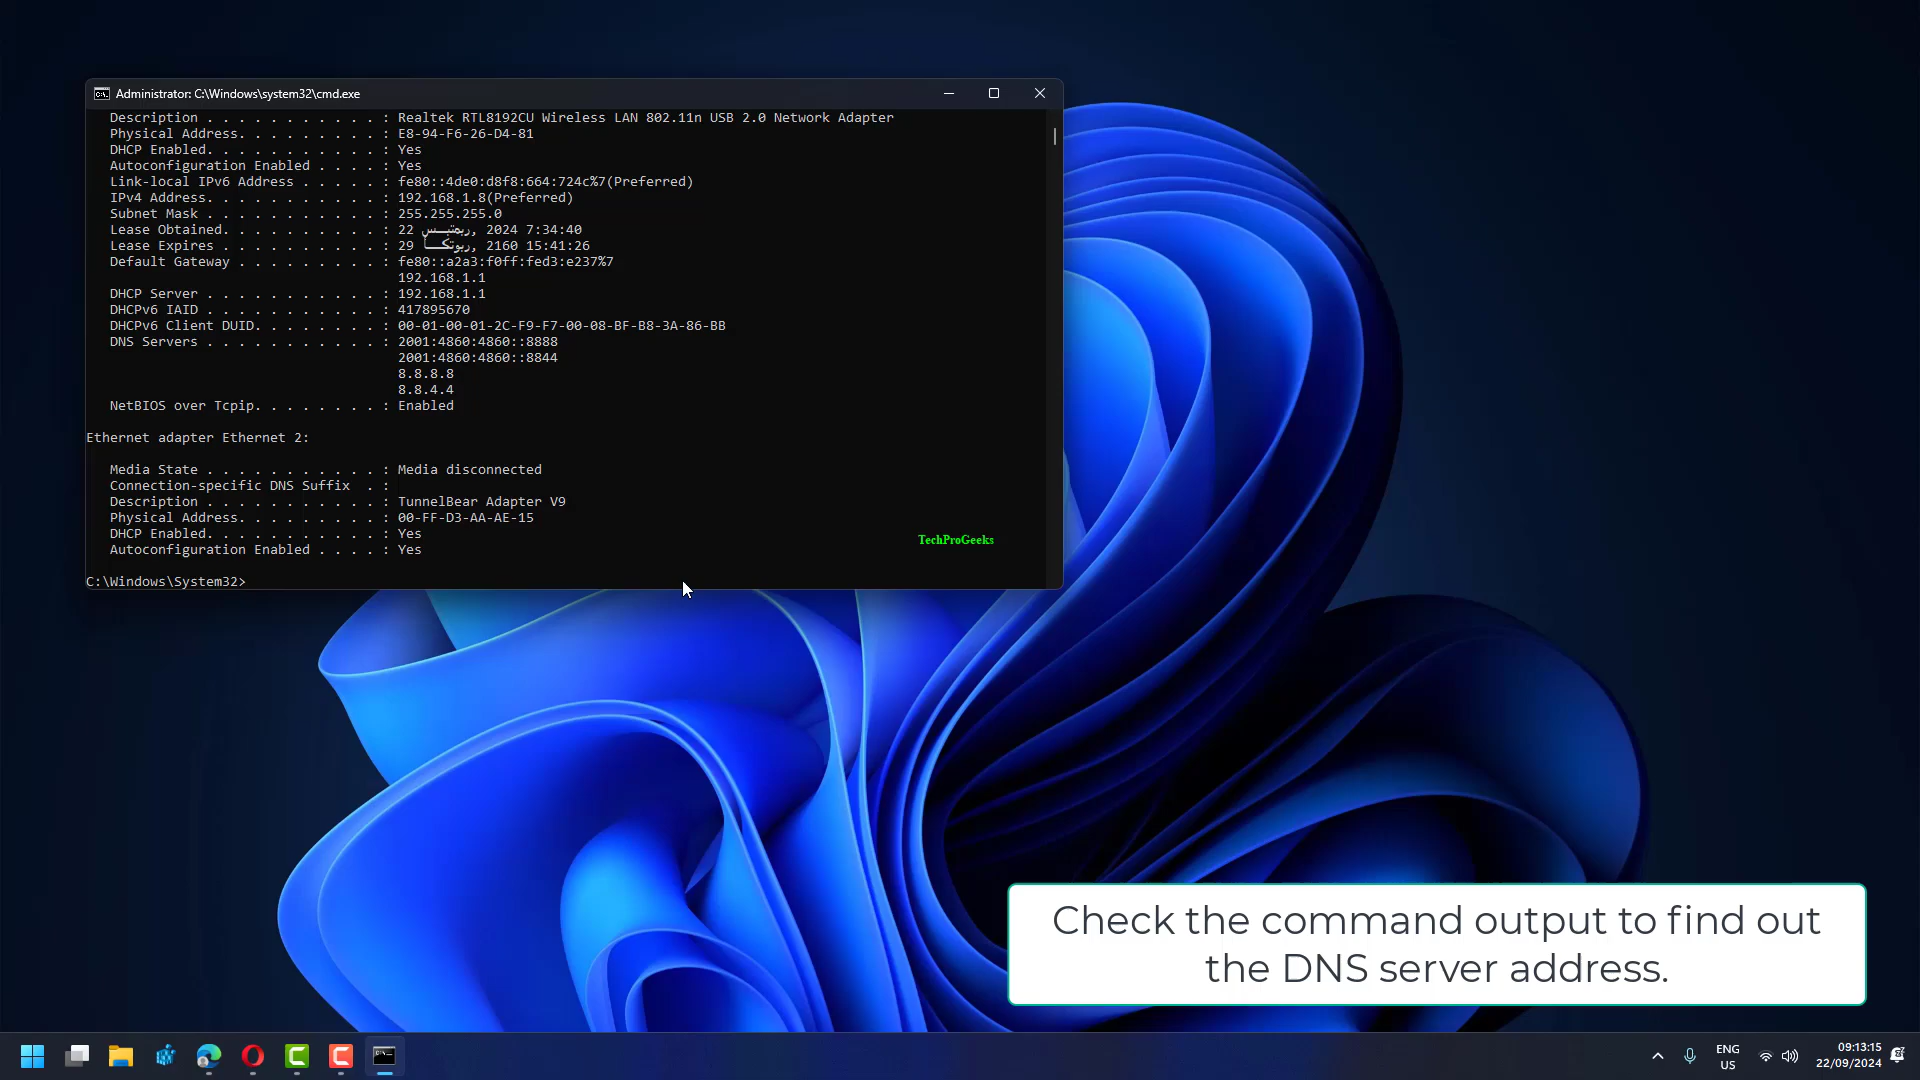 Administrator: C:\Windows\system32\cmd.exe
Description . . . . . . . . . . . : Realtek RTL8192CU Wireless LAN 802.11n USB 2.0 Network Adapter
Physical Address. . . . . . . . . : E8-94-F6-26-D4-81
DHCP Enabled. . . . . . . . . . . : Yes
Autoconfiguration Enabled . . . . : Yes
Link-local IPv6 Address . . . . . : fe80::4de0:d8f8:664:724c%7(Preferred)
IPv4 Address. . . . . . . . . . . : 192.168.1.8(Preferred)
Subnet Mask . . . . . . . . . . . : 255.255.255.0
Lease Obtained. . . . . . . . . . : 22 , 2024 7:34:40
Lease Expires . . . . . . . . . . : 29 , 2160 15:41:26
Default Gateway . . . . . . . . . : fe80::a2a3:f0ff:fed3:e237%7
192.168.1.1
DHCP Server . . . . . . . . . . . : 192.168.1.1
DHCPv6 IAID . . . . . . . . . . . : 417895670
DHCPv6 Client DUID. . . . . . . . : 00-01-00-01-2C-F9-F7-00-08-BF-B8-3A-86-BB
DNS Servers . . . . . . . . . . . : 2001:4860:4860::8888
2001:4860:4860::8844
8.8.8.8
8.8.4.4
NetBIOS over Tcpip. . . . . . . . : Enabled
Ethernet adapter Ethernet 2:
Media State . . . . . . . . . . . : Media disconnected
Connection-specific DNS Suffix  . :
Description . . . . . . . . . . . : TunnelBear Adapter V9
Physical Address. . . . . . . . . : 00-FF-D3-AA-AE-15
DHCP Enabled. . . . . . . . . . . : Yes
Autoconfiguration Enabled . . . . : Yes
TechProGeeks
C:\Windows\System32>
Check the command output to find out
the DNS server address.
ENG
US
09:13:15
22/09/2024